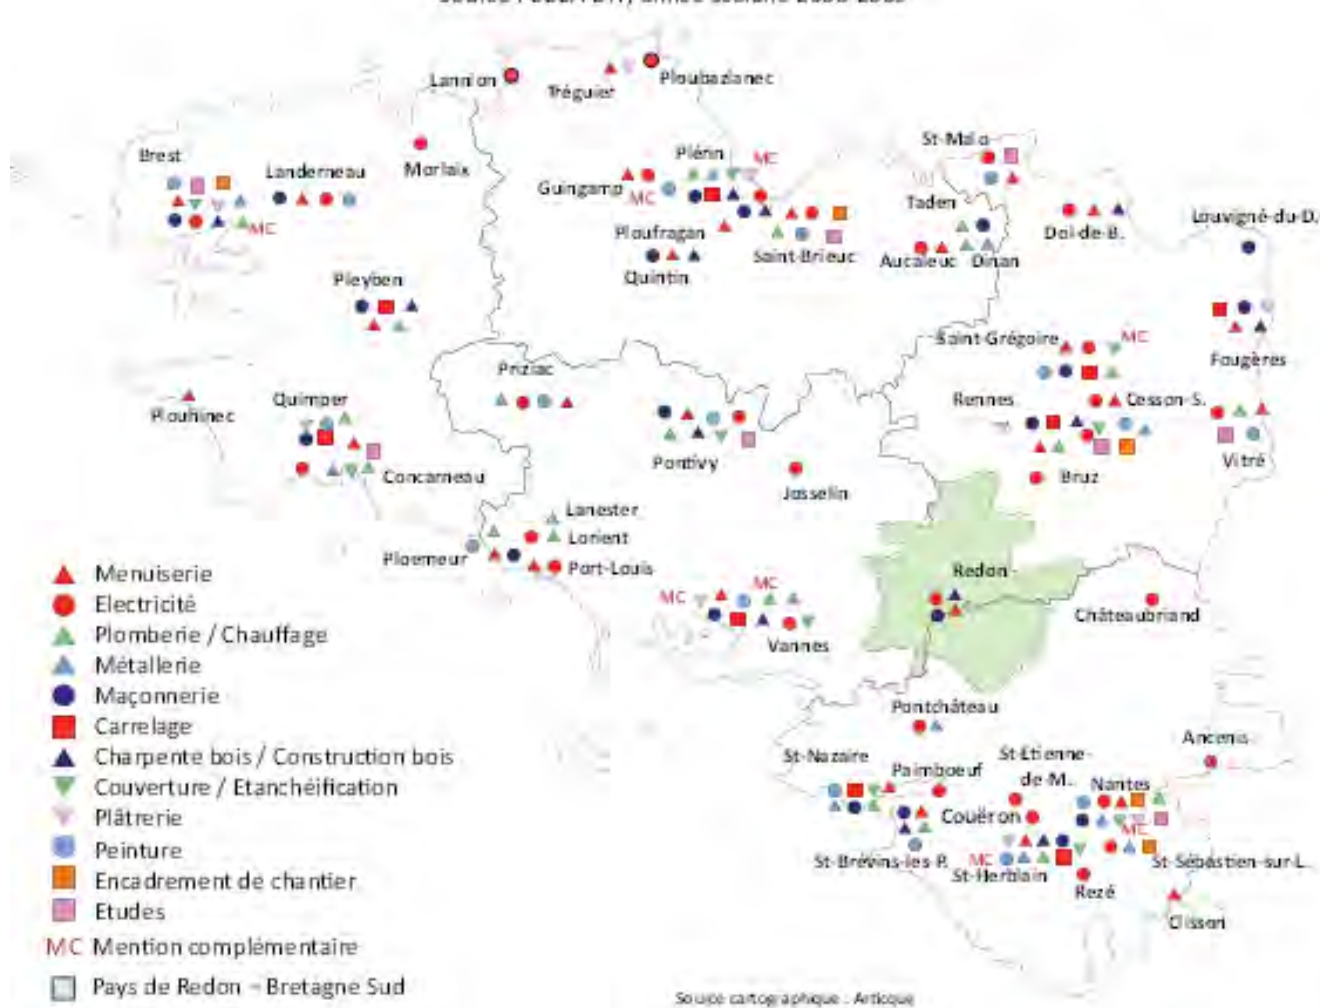 Lannion
Tréguier
Ploubazlanec
Brest
Landerneau
Morlaix
Plérin
MC
St-Malo
Guingamp
MC
Taden
Louvigné-du-D.
Dol-de-B.
MC
Ploufragan
Saint-Brieuc
Aucaleuc
Dinan
Quintin
Pleyben
Saint-Grégoire
MC
Fougères
Priziac
Plouhinec
Quimper
Rennes
Cesson-S.
Pontivy
Vitré
Concarneau
Josselin
Bruz
Lanester
Lorient
Ploemeur
Port-Louis
Redon
MC
MC
Châteaubriand
Vannes
Menuiserie
Electricité
Plomberie / Chauffage
Métallerie
Maçonnerie
Carrelage
Charpente bois / Construction bois
Couverture / Etanchéification
Plâtrerie
Peinture
Encadrement de chantier
Etudes
MC Mention complémentaire
Pays de Redon – Bretagne Sud
Pontchâteau
Ancenis
St-Nazaire
Paimboeuf
St-Etienne-
de-M.
Nantes
Couëron
MC
St-Brévins-les-P.
MC
St-Herblain
St-Sébastien-sur-L.
Rezé
Clisson
Source cartographique : Articque